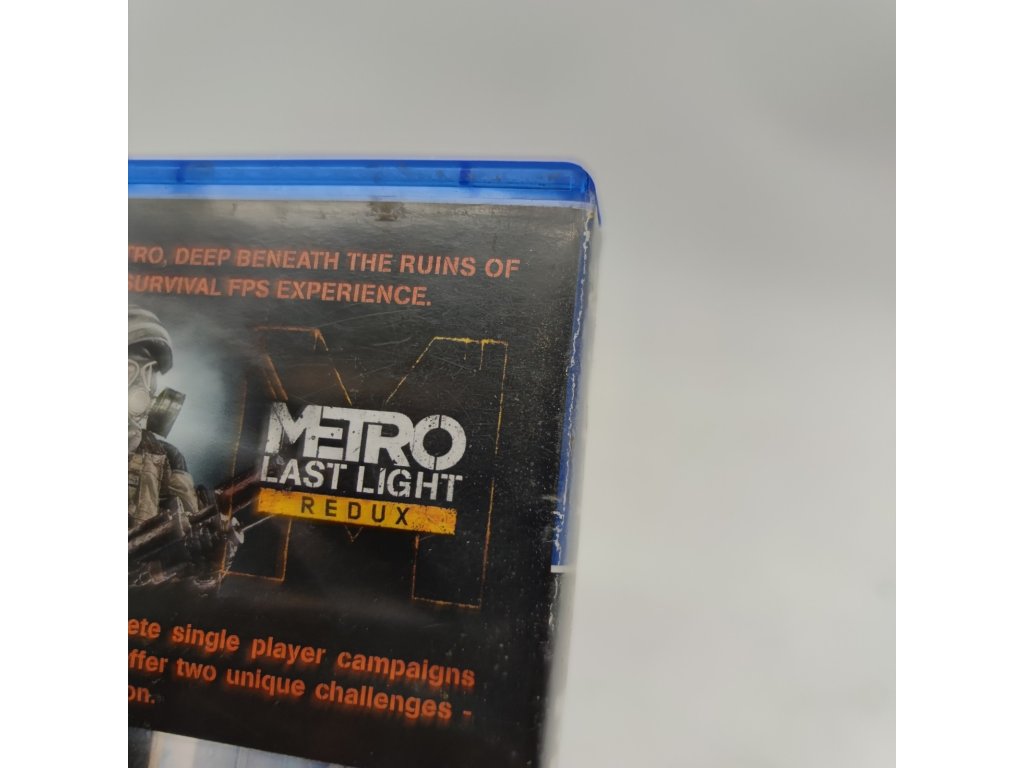 TRO, DEEP BENEATH THE RUINS OF
SURVIVAL FPS EXPERIENCE.
METRO
LAST LIGHT
REDUX
ete single player campaigns
ffer two unique challenges -
on.